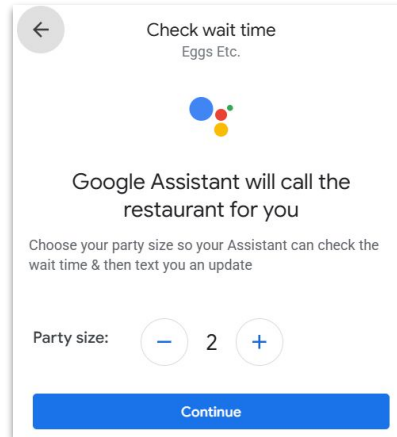 Check wait time
Eggs Etc.
Google Assistant will call the
restaurant for you
Choose your party size so your Assistant can check the
wait time & then text you an update
Party size: − 2 +
Continue